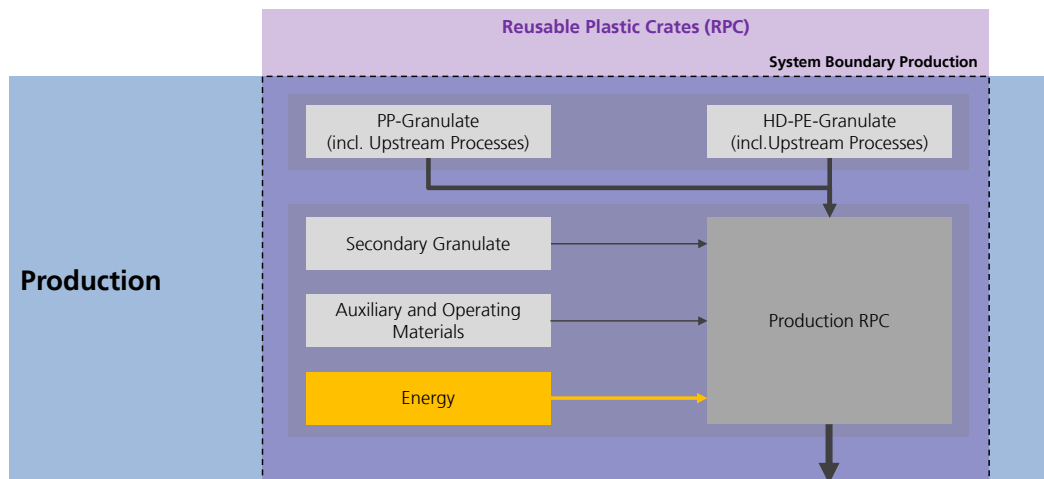 Reusable Plastic Crates (RPC)
System Boundary Production
PP-Granulate
(incl. Upstream Processes)
HD-PE-Granulate
(incl.Upstream Processes)
Secondary Granulate
Production
Auxiliary and Operating
Materials
Production RPC
Energy